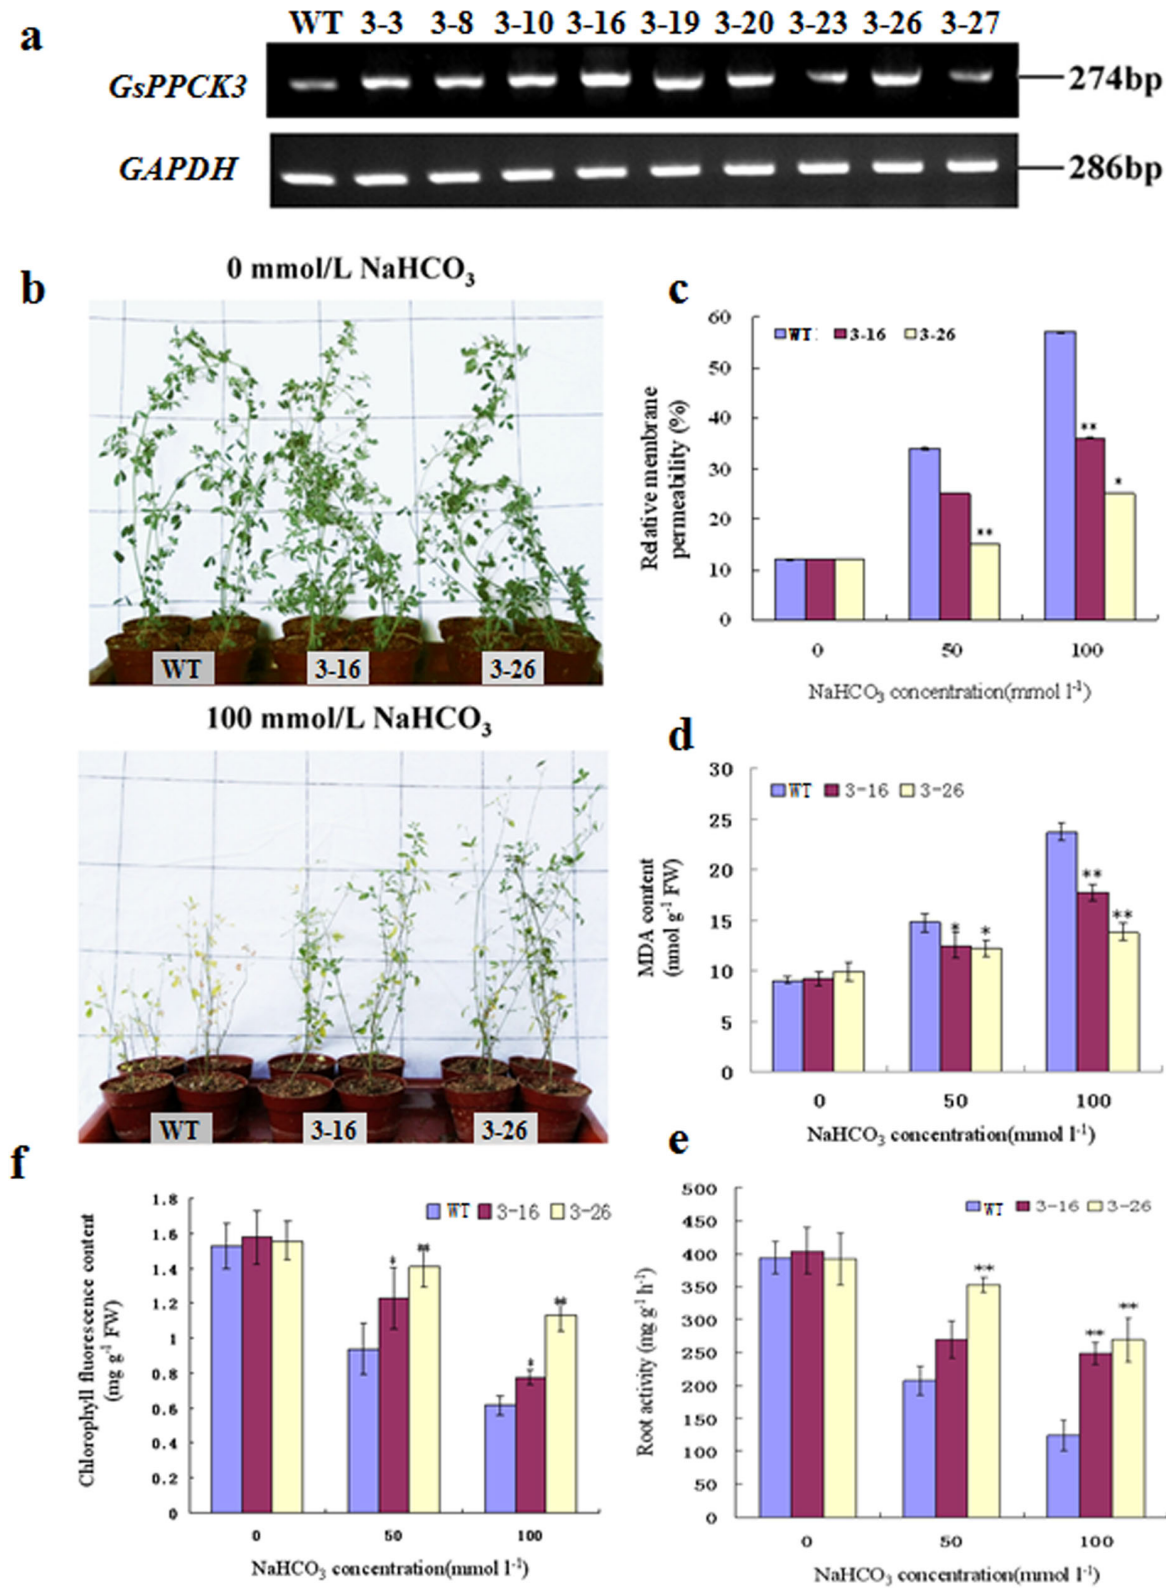 a
WT 3-3 3-8 3-10 3-16 3-19 3-20 3-23 3-26 3-27
GsPPCK3
274bp
GAPDH
286bp
b
0 mmol/L NaHCO₃
WT 3-16 3-26
100 mmol/L NaHCO₃
WT 3-16 3-26
c
WT 3-16 3-26
Relative membrane
permeability (%)
60
50
40
30
20
10
0
**
*
**
0 50 100
NaHCO₃ concentration(mmol l⁻¹)
d
WT 3-16 3-26
MDA content
(nmol g⁻¹ FW)
30
25
20
15
10
5
0
* *
** **
0 50 100
NaHCO₃ concentration(mmol l⁻¹)
f
WT 3-16 3-26
Chlorophyll fluorescence content
(mg g⁻¹ FW)
1.8
1.6
1.4
1.2
1
0.8
0.6
0.4
0.2
0
* **
* **
0 50 100
NaHCO₃ concentration(mmol l⁻¹)
e
WT 3-16 3-26
Root activity (mg g⁻¹ h⁻¹)
500
450
400
350
300
250
200
150
100
50
0
**
** **
0 50 100
NaHCO₃ concentration(mmol l⁻¹)